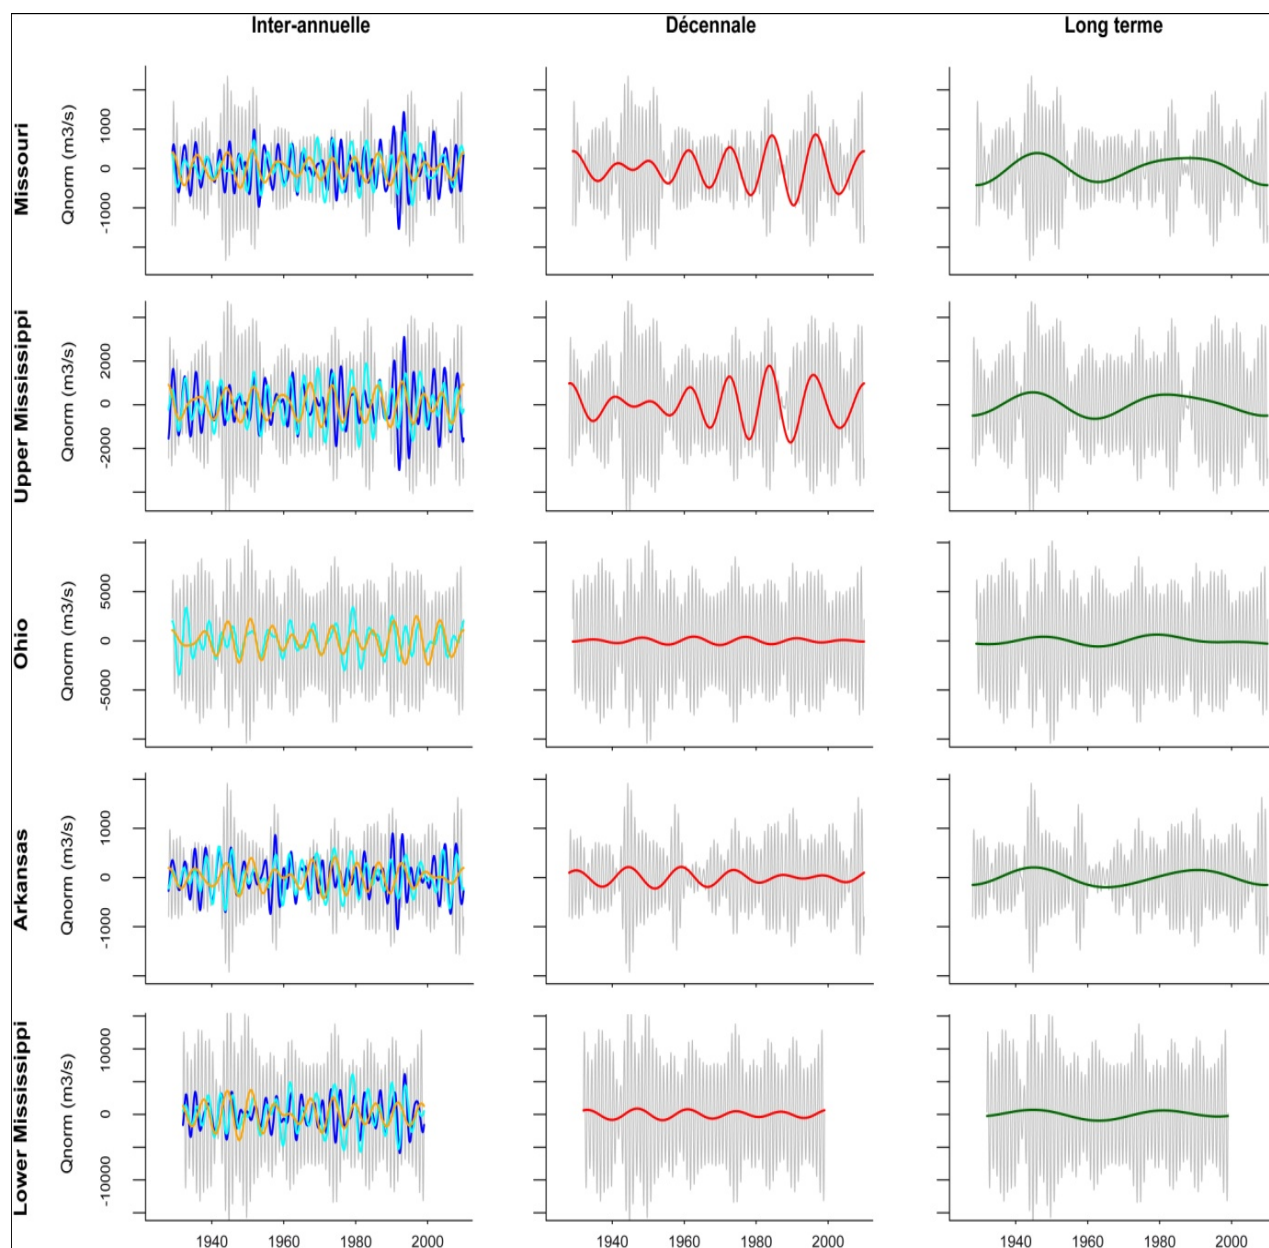 Inter-annuelle Décennale Long terme
Missouri
Qnorm (m3/s)
1000
0
-1000
Upper Mississippi
Qnorm (m3/s)
2000
0
-2000
Ohio
Qnorm (m3/s)
5000
0
-5000
Arkansas
Qnorm (m3/s)
1000
0
-1000
Lower Mississippi
Qnorm (m3/s)
10000
0
-10000
1940 1960 1980 2000 1940 1960 1980 2000 1940 1960 1980 2000